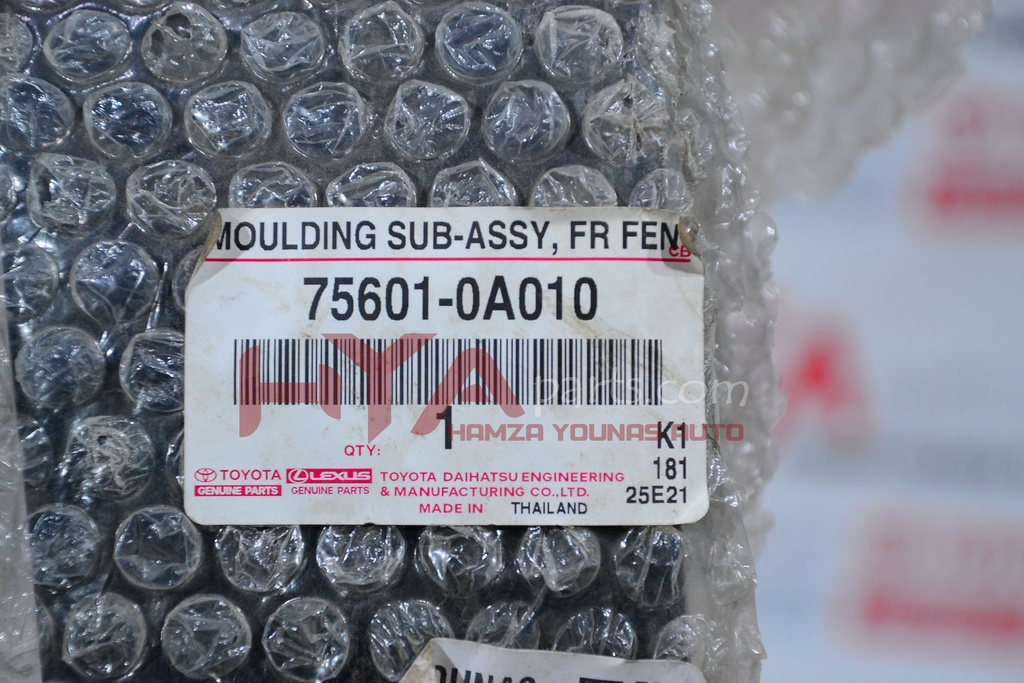 MOULDING SUB-ASSY, FR FEN
CB
75601-0A010
HYA parts.com
HAMZA YOUNAS AUTO
QTY: 1
K1
181
25E21
TOYOTA
GENUINE PARTS
LEXUS
GENUINE PARTS
TOYOTA DAIHATSU ENGINEERING
& MANUFACTURING CO.,LTD.
MADE IN THAILAND